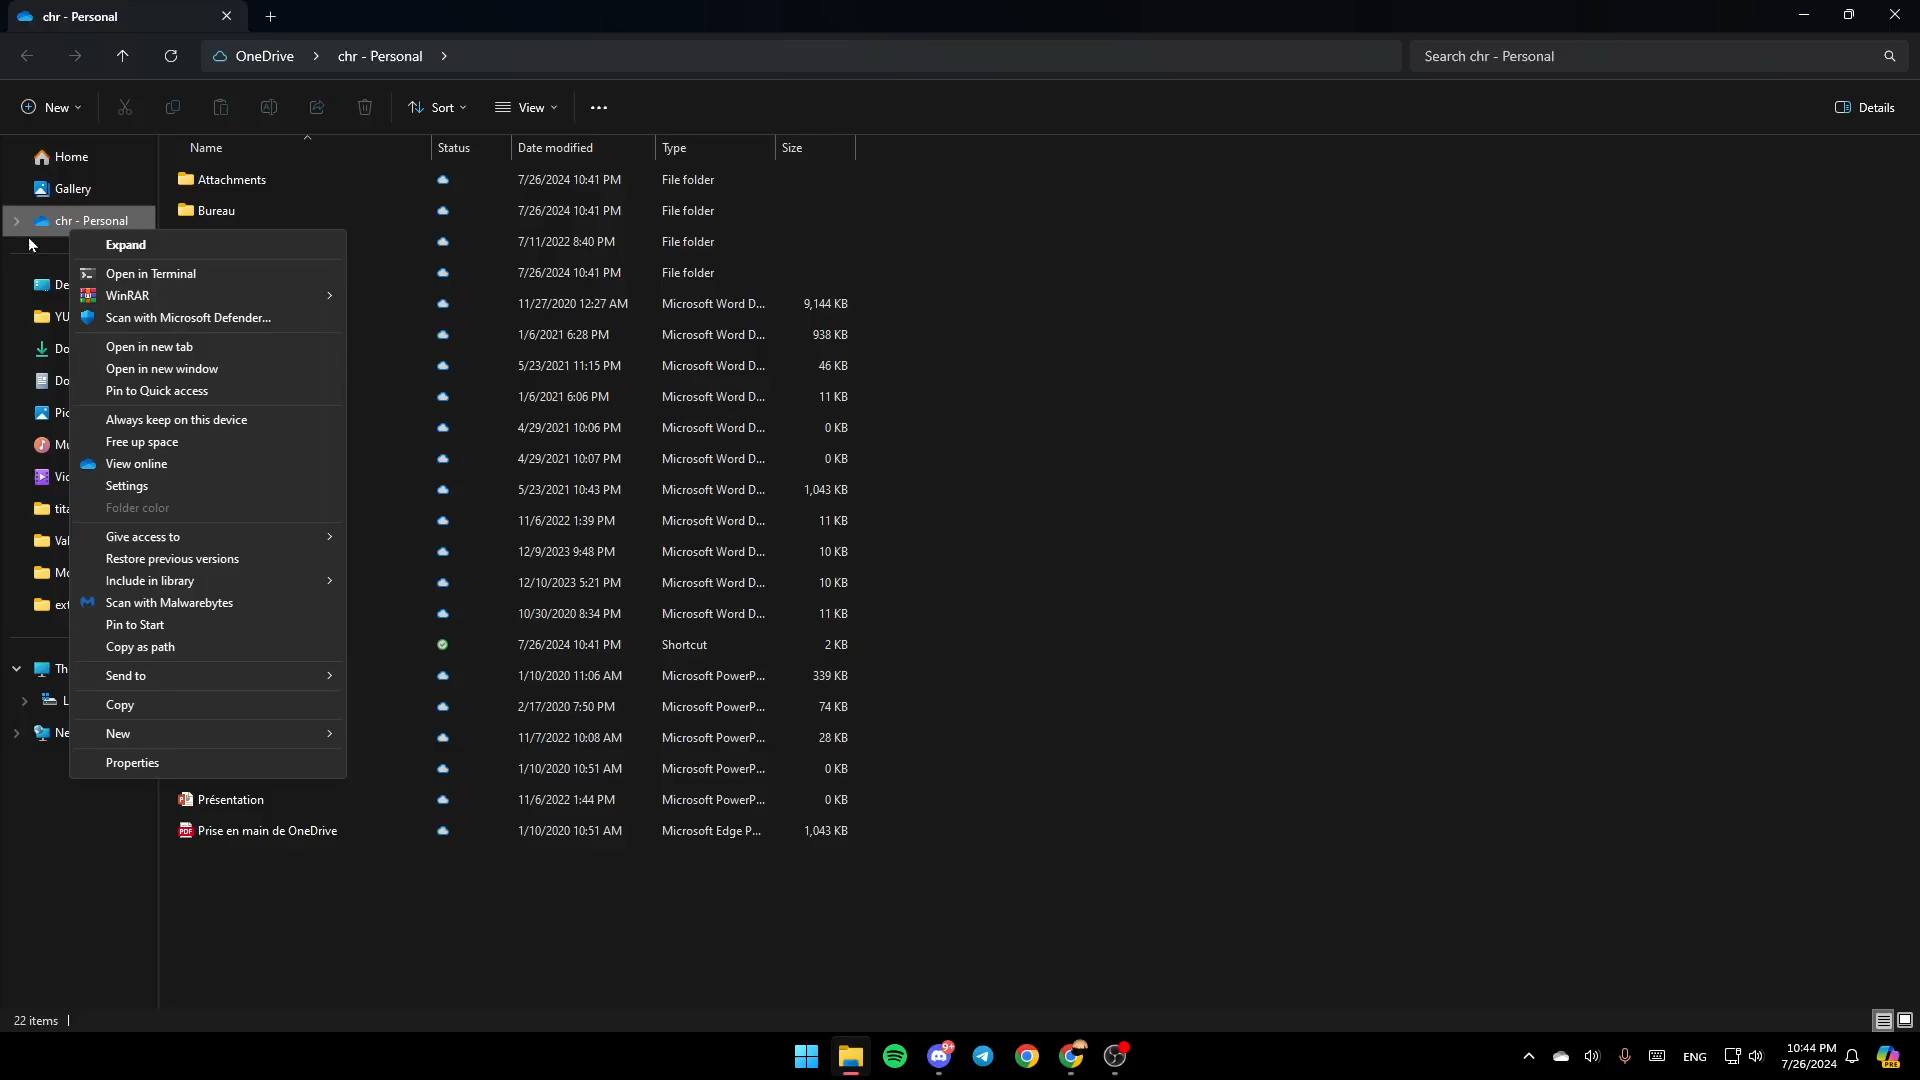 chr - Personal
OneDrive > chr - Personal >
Search chr - Personal
New
Sort
View
Details
Name Status Date modified Type Size
Home
Gallery
chr - Personal
De
YU
Do
Do
Pic
Mu
Vid
tita
Val
Mo
ext
Th
L
Ne
Expand
Open in Terminal
WinRAR
Scan with Microsoft Defender...
Open in new tab
Open in new window
Pin to Quick access
Always keep on this device
Free up space
View online
Settings
Folder color
Give access to
Restore previous versions
Include in library
Scan with Malwarebytes
Pin to Start
Copy as path
Send to
Copy
New
Properties
Attachments 7/26/2024 10:41 PM File folder
Bureau 7/26/2024 10:41 PM File folder
7/11/2022 8:40 PM File folder
7/26/2024 10:41 PM File folder
11/27/2020 12:27 AM Microsoft Word D... 9,144 KB
1/6/2021 6:28 PM Microsoft Word D... 938 KB
5/23/2021 11:15 PM Microsoft Word D... 46 KB
1/6/2021 6:06 PM Microsoft Word D... 11 KB
4/29/2021 10:06 PM Microsoft Word D... 0 KB
4/29/2021 10:07 PM Microsoft Word D... 0 KB
5/23/2021 10:43 PM Microsoft Word D... 1,043 KB
11/6/2022 1:39 PM Microsoft Word D... 11 KB
12/9/2023 9:48 PM Microsoft Word D... 10 KB
12/10/2023 5:21 PM Microsoft Word D... 10 KB
10/30/2020 8:34 PM Microsoft Word D... 11 KB
7/26/2024 10:41 PM Shortcut 2 KB
1/10/2020 11:06 AM Microsoft PowerP... 339 KB
2/17/2020 7:50 PM Microsoft PowerP... 74 KB
11/7/2022 10:08 AM Microsoft PowerP... 28 KB
1/10/2020 10:51 AM Microsoft PowerP... 0 KB
Présentation 11/6/2022 1:44 PM Microsoft PowerP... 0 KB
Prise en main de OneDrive 1/10/2020 10:51 AM Microsoft Edge P... 1,043 KB
22 items
9+
ENG
10:44 PM
7/26/2024
PRE